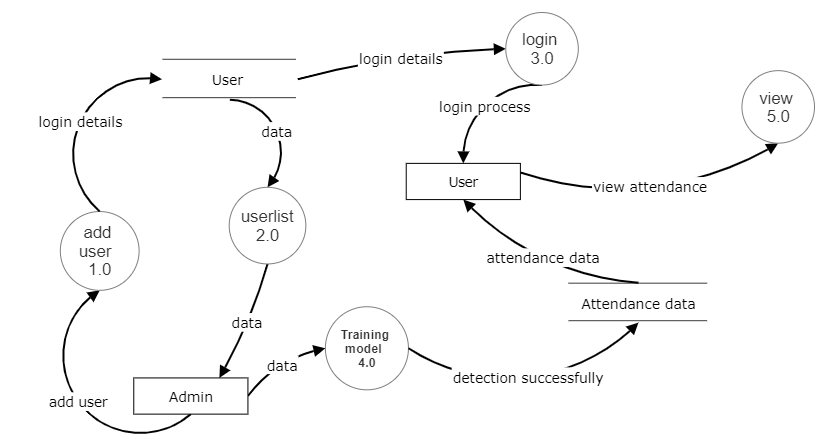 login
3.0
login details
User
view
5.0
login process
login details
data
User
view attendance
userlist
2.0
add
user
1.0
attendance data
Attendance data
data
Training
model
4.0
data
detection successfully
Admin
add user